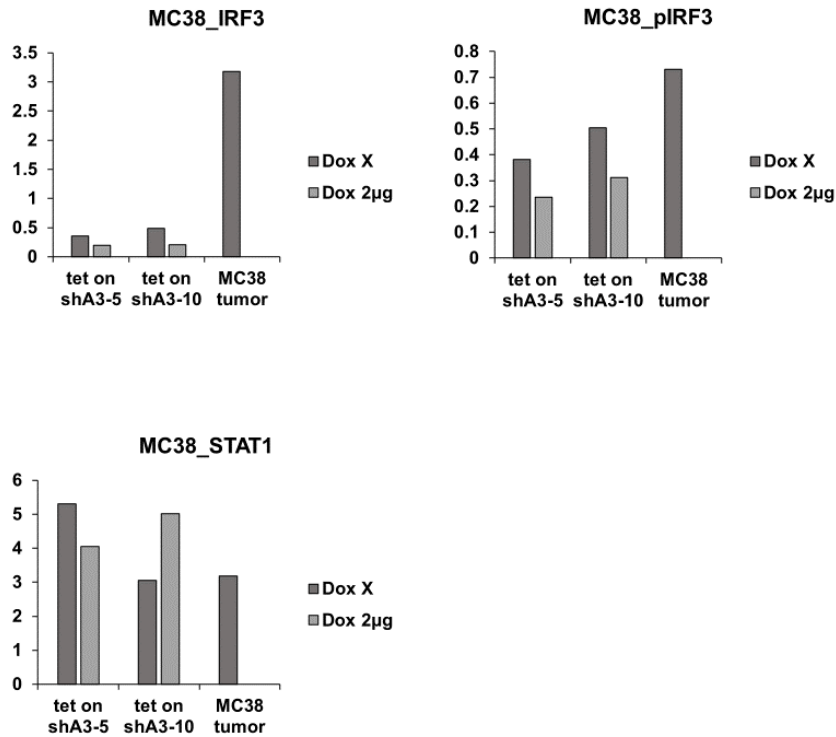 MC38_IRF3
3.5
3
2.5
2
1.5
1
0.5
0
tet on shA3-5
tet on shA3-10
MC38 tumor
Dox X
Dox 2µg
MC38_pIRF3
0.8
0.7
0.6
0.5
0.4
0.3
0.2
0.1
0
tet on shA3-5
tet on shA3-10
MC38 tumor
Dox X
Dox 2µg
MC38_STAT1
6
5
4
3
2
1
0
tet on shA3-5
tet on shA3-10
MC38 tumor
Dox X
Dox 2µg